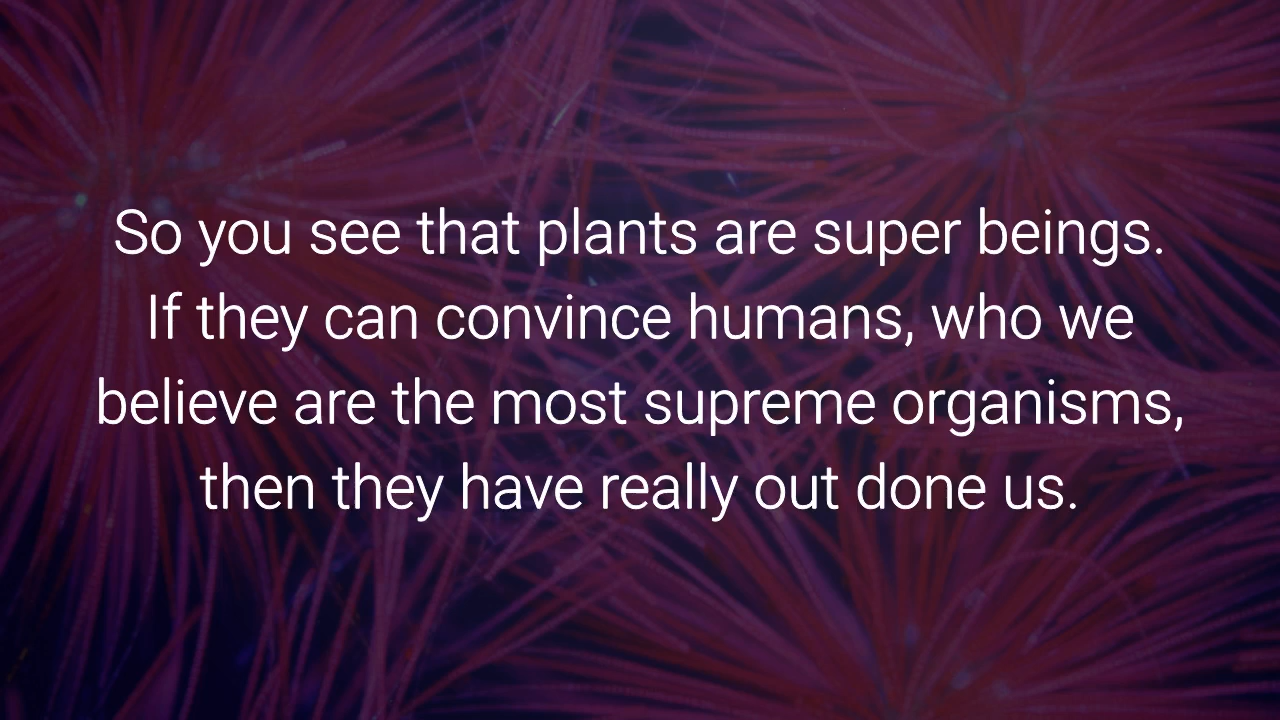 So you see that plants are super beings.
If they can convince humans, who we
believe are the most supreme organisms,
then they have really out done us.